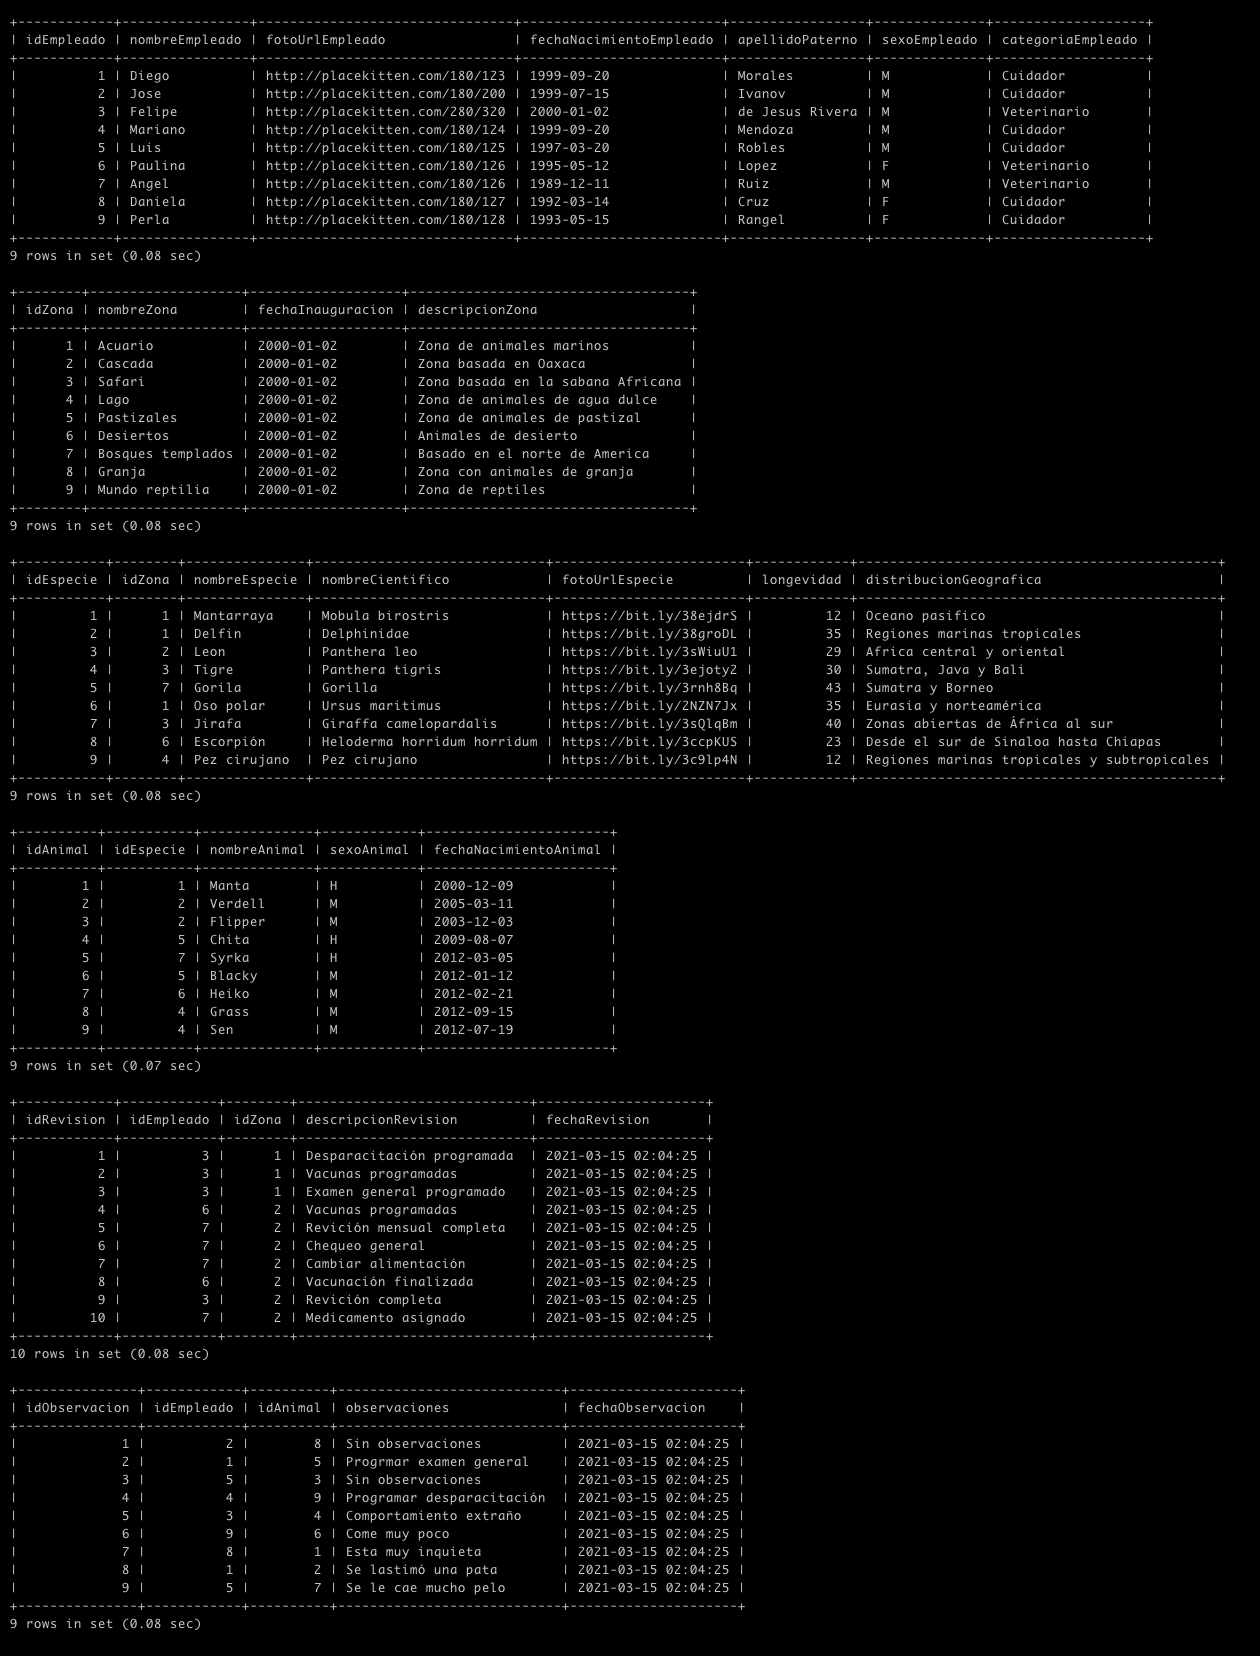 +------------+----------------+--------------------------------+-------------------------+-----------------+--------------+-------------------+
| idEmpleado | nombreEmpleado | fotoUrlEmpleado                | fechaNacimientoEmpleado | apellidoPaterno | sexoEmpleado | categoriaEmpleado |
+------------+----------------+--------------------------------+-------------------------+-----------------+--------------+-------------------+
|          1 | Diego          | http://placekitten.com/180/123 | 1999-09-20              | Morales         | M            | Cuidador          |
|          2 | Jose           | http://placekitten.com/180/200 | 1999-07-15              | Ivanov          | M            | Cuidador          |
|          3 | Felipe         | http://placekitten.com/280/320 | 2000-01-02              | de Jesus Rivera | M            | Veterinario       |
|          4 | Mariano        | http://placekitten.com/180/124 | 1999-09-20              | Mendoza         | M            | Cuidador          |
|          5 | Luis           | http://placekitten.com/180/125 | 1997-03-20              | Robles          | M            | Cuidador          |
|          6 | Paulina        | http://placekitten.com/180/126 | 1995-05-12              | Lopez           | F            | Veterinario       |
|          7 | Angel          | http://placekitten.com/180/126 | 1989-12-11              | Ruiz            | M            | Veterinario       |
|          8 | Daniela        | http://placekitten.com/180/127 | 1992-03-14              | Cruz            | F            | Cuidador          |
|          9 | Perla          | http://placekitten.com/180/128 | 1993-05-15              | Rangel          | F            | Cuidador          |
+------------+----------------+--------------------------------+-------------------------+-----------------+--------------+-------------------+
9 rows in set (0.08 sec)

+--------+-------------------+-------------------+-----------------------------------+
| idZona | nombreZona        | fechaInauguracion | descripcionZona                   |
+--------+-------------------+-------------------+-----------------------------------+
|      1 | Acuario           | 2000-01-02        | Zona de animales marinos          |
|      2 | Cascada           | 2000-01-02        | Zona basada en Oaxaca             |
|      3 | Safari            | 2000-01-02        | Zona basada en la sabana Africana |
|      4 | Lago              | 2000-01-02        | Zona de animales de agua dulce    |
|      5 | Pastizales        | 2000-01-02        | Zona de animales de pastizal      |
|      6 | Desiertos         | 2000-01-02        | Animales de desierto              |
|      7 | Bosques templados | 2000-01-02        | Basado en el norte de America     |
|      8 | Granja            | 2000-01-02        | Zona con animales de granja       |
|      9 | Mundo reptilia    | 2000-01-02        | Zona de reptiles                  |
+--------+-------------------+-------------------+-----------------------------------+
9 rows in set (0.08 sec)

+-----------+--------+---------------+-----------------------------+------------------------+------------+---------------------------------------------+
| idEspecie | idZona | nombreEspecie | nombreCientifico            | fotoUrlEspecie         | longevidad | distribucionGeografica                      |
+-----------+--------+---------------+-----------------------------+------------------------+------------+---------------------------------------------+
|         1 |      1 | Mantarraya    | Mobula birostris            | https://bit.ly/38ejdrS |         12 | Oceano pasifico                             |
|         2 |      1 | Delfin        | Delphinidae                 | https://bit.ly/38groDL |         35 | Regiones marinas tropicales                 |
|         3 |      2 | Leon          | Panthera leo                | https://bit.ly/3sWiuU1 |         29 | Africa central y oriental                   |
|         4 |      3 | Tigre         | Panthera tigris             | https://bit.ly/3ejoty2 |         30 | Sumatra, Java y Bali                        |
|         5 |      7 | Gorila        | Gorilla                     | https://bit.ly/3rnh8Bq |         43 | Sumatra y Borneo                            |
|         6 |      1 | Oso polar     | Ursus maritimus             | https://bit.ly/2NZN7Jx |         35 | Eurasia y norteamérica                      |
|         7 |      3 | Jirafa        | Giraffa camelopardalis      | https://bit.ly/3sQlqBm |         40 | Zonas abiertas de África al sur             |
|         8 |      6 | Escorpión     | Heloderma horridum horridum | https://bit.ly/3ccpKUS |         23 | Desde el sur de Sinaloa hasta Chiapas       |
|         9 |      4 | Pez cirujano  | Pez cirujano                | https://bit.ly/3c9lp4N |         12 | Regiones marinas tropicales y subtropicales |
+-----------+--------+---------------+-----------------------------+------------------------+------------+---------------------------------------------+
9 rows in set (0.08 sec)

+----------+-----------+--------------+------------+-----------------------+
| idAnimal | idEspecie | nombreAnimal | sexoAnimal | fechaNacimientoAnimal |
+----------+-----------+--------------+------------+-----------------------+
|        1 |         1 | Manta        | H          | 2000-12-09            |
|        2 |         2 | Verdell      | M          | 2005-03-11            |
|        3 |         2 | Flipper      | M          | 2003-12-03            |
|        4 |         5 | Chita        | H          | 2009-08-07            |
|        5 |         7 | Syrka        | H          | 2012-03-05            |
|        6 |         5 | Blacky       | M          | 2012-01-12            |
|        7 |         6 | Heiko        | M          | 2012-02-21            |
|        8 |         4 | Grass        | M          | 2012-09-15            |
|        9 |         4 | Sen          | M          | 2012-07-19            |
+----------+-----------+--------------+------------+-----------------------+
9 rows in set (0.07 sec)

+------------+------------+--------+-----------------------------+---------------------+
| idRevision | idEmpleado | idZona | descripcionRevision         | fechaRevision       |
+------------+------------+--------+-----------------------------+---------------------+
|          1 |          3 |      1 | Desparacitación programada  | 2021-03-15 02:04:25 |
|          2 |          3 |      1 | Vacunas programadas         | 2021-03-15 02:04:25 |
|          3 |          3 |      1 | Examen general programado   | 2021-03-15 02:04:25 |
|          4 |          6 |      2 | Vacunas programadas         | 2021-03-15 02:04:25 |
|          5 |          7 |      2 | Revición mensual completa   | 2021-03-15 02:04:25 |
|          6 |          7 |      2 | Chequeo general             | 2021-03-15 02:04:25 |
|          7 |          7 |      2 | Cambiar alimentación        | 2021-03-15 02:04:25 |
|          8 |          6 |      2 | Vacunación finalizada       | 2021-03-15 02:04:25 |
|          9 |          3 |      2 | Revición completa           | 2021-03-15 02:04:25 |
|         10 |          7 |      2 | Medicamento asignado        | 2021-03-15 02:04:25 |
+------------+------------+--------+-----------------------------+---------------------+
10 rows in set (0.08 sec)

+---------------+------------+----------+----------------------------+---------------------+
| idObservacion | idEmpleado | idAnimal | observaciones              | fechaObservacion    |
+---------------+------------+----------+----------------------------+---------------------+
|             1 |          2 |        8 | Sin observaciones          | 2021-03-15 02:04:25 |
|             2 |          1 |        5 | Progrmar examen general    | 2021-03-15 02:04:25 |
|             3 |          5 |        3 | Sin observaciones          | 2021-03-15 02:04:25 |
|             4 |          4 |        9 | Programar desparacitación  | 2021-03-15 02:04:25 |
|             5 |          3 |        4 | Comportamiento extraño     | 2021-03-15 02:04:25 |
|             6 |          9 |        6 | Come muy poco              | 2021-03-15 02:04:25 |
|             7 |          8 |        1 | Esta muy inquieta          | 2021-03-15 02:04:25 |
|             8 |          1 |        2 | Se lastimó una pata        | 2021-03-15 02:04:25 |
|             9 |          5 |        7 | Se le cae mucho pelo       | 2021-03-15 02:04:25 |
+---------------+------------+----------+----------------------------+---------------------+
9 rows in set (0.08 sec)